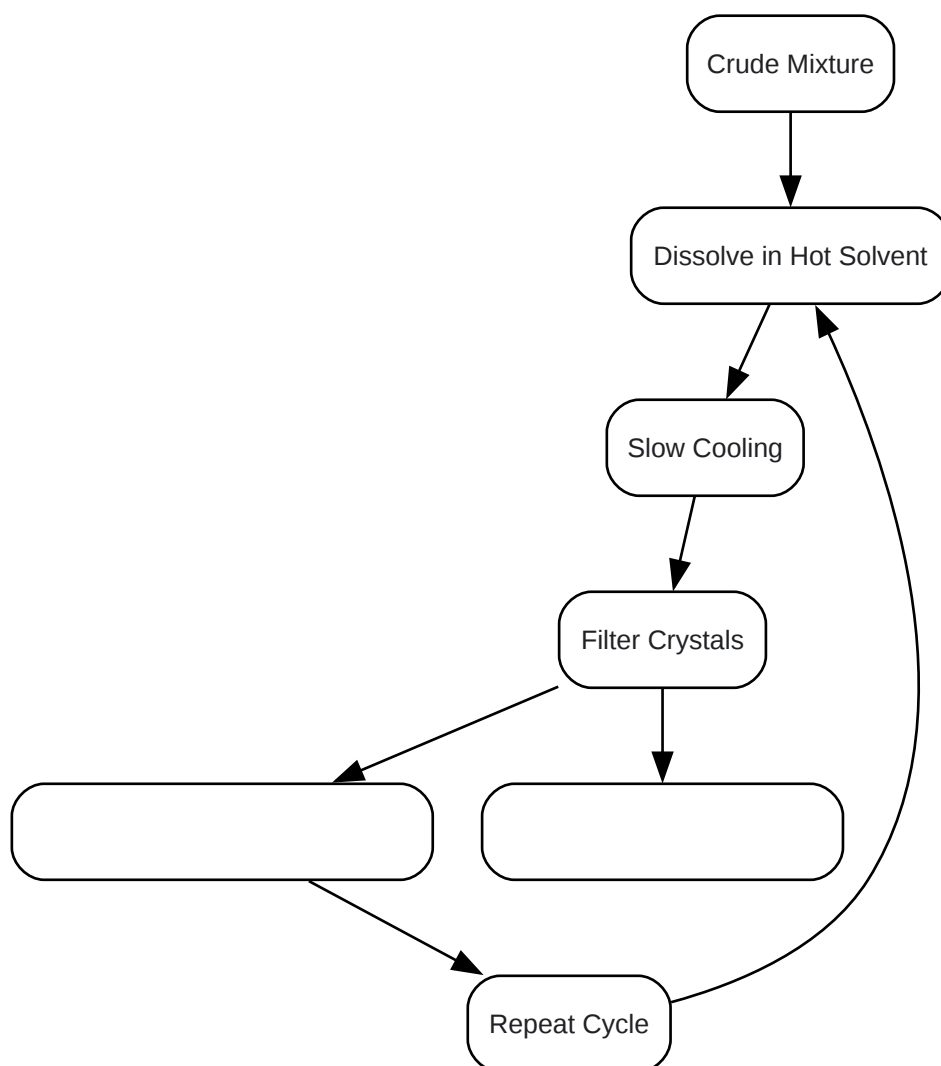 Crude Mixture
Dissolve in Hot Solvent
Slow Cooling
Filter Crystals
Repeat Cycle